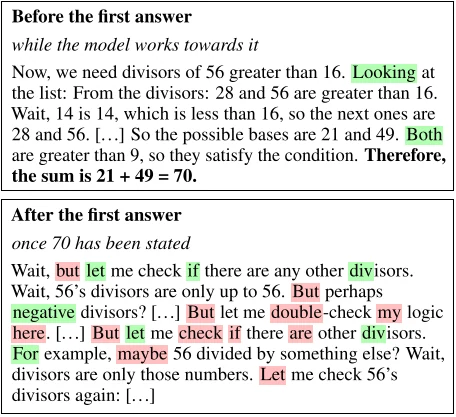 Before the first answer
while the model works towards it
Now, we need divisors of 56 greater than 16. Looking at
the list: From the divisors: 28 and 56 are greater than 16.
Wait, 14 is 14, which is less than 16, so the next ones are
28 and 56. […] So the possible bases are 21 and 49. Both
are greater than 9, so they satisfy the condition. Therefore,
the sum is 21 + 49 = 70.
After the first answer
once 70 has been stated
Wait, but let me check if there are any other divisors.
Wait, 56’s divisors are only up to 56. But perhaps
negative divisors? […] But let me double-check my logic
here. […] But let me check if there are other divisors.
For example, maybe 56 divided by something else? Wait,
divisors are only those numbers. Let me check 56’s
divisors again: […]